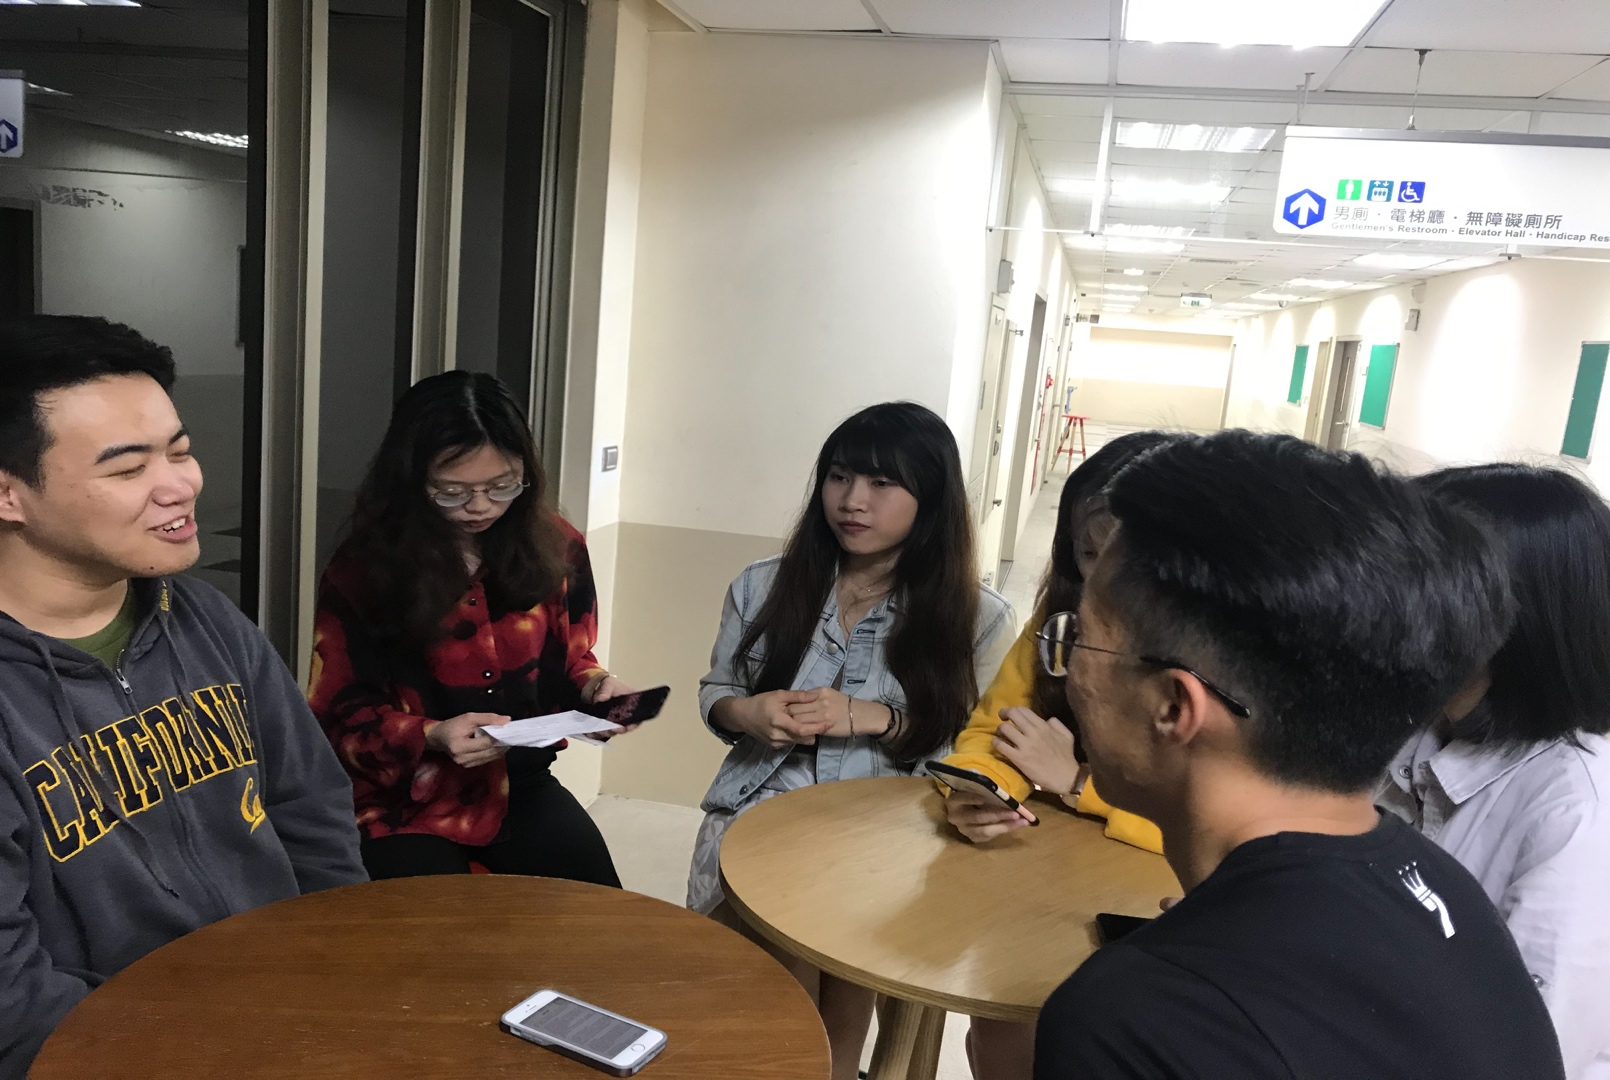 男廁·電梯廳·無障礙廁所
Gentlemen's Restroom · Elevator Hall · Handicap Res
CALIFORNIA
Cal